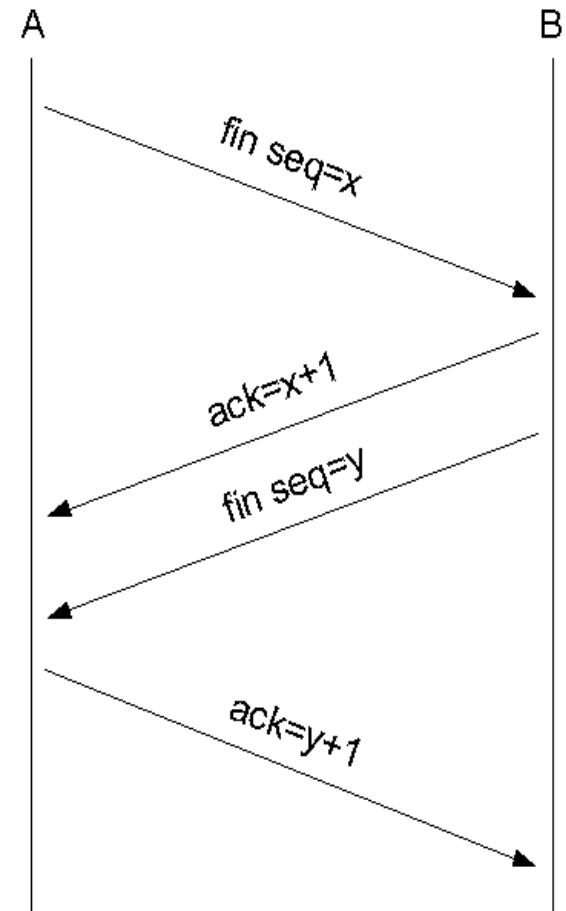 A
B
fin seq=x
ack=x+1
fin seq=y
ack=y+1